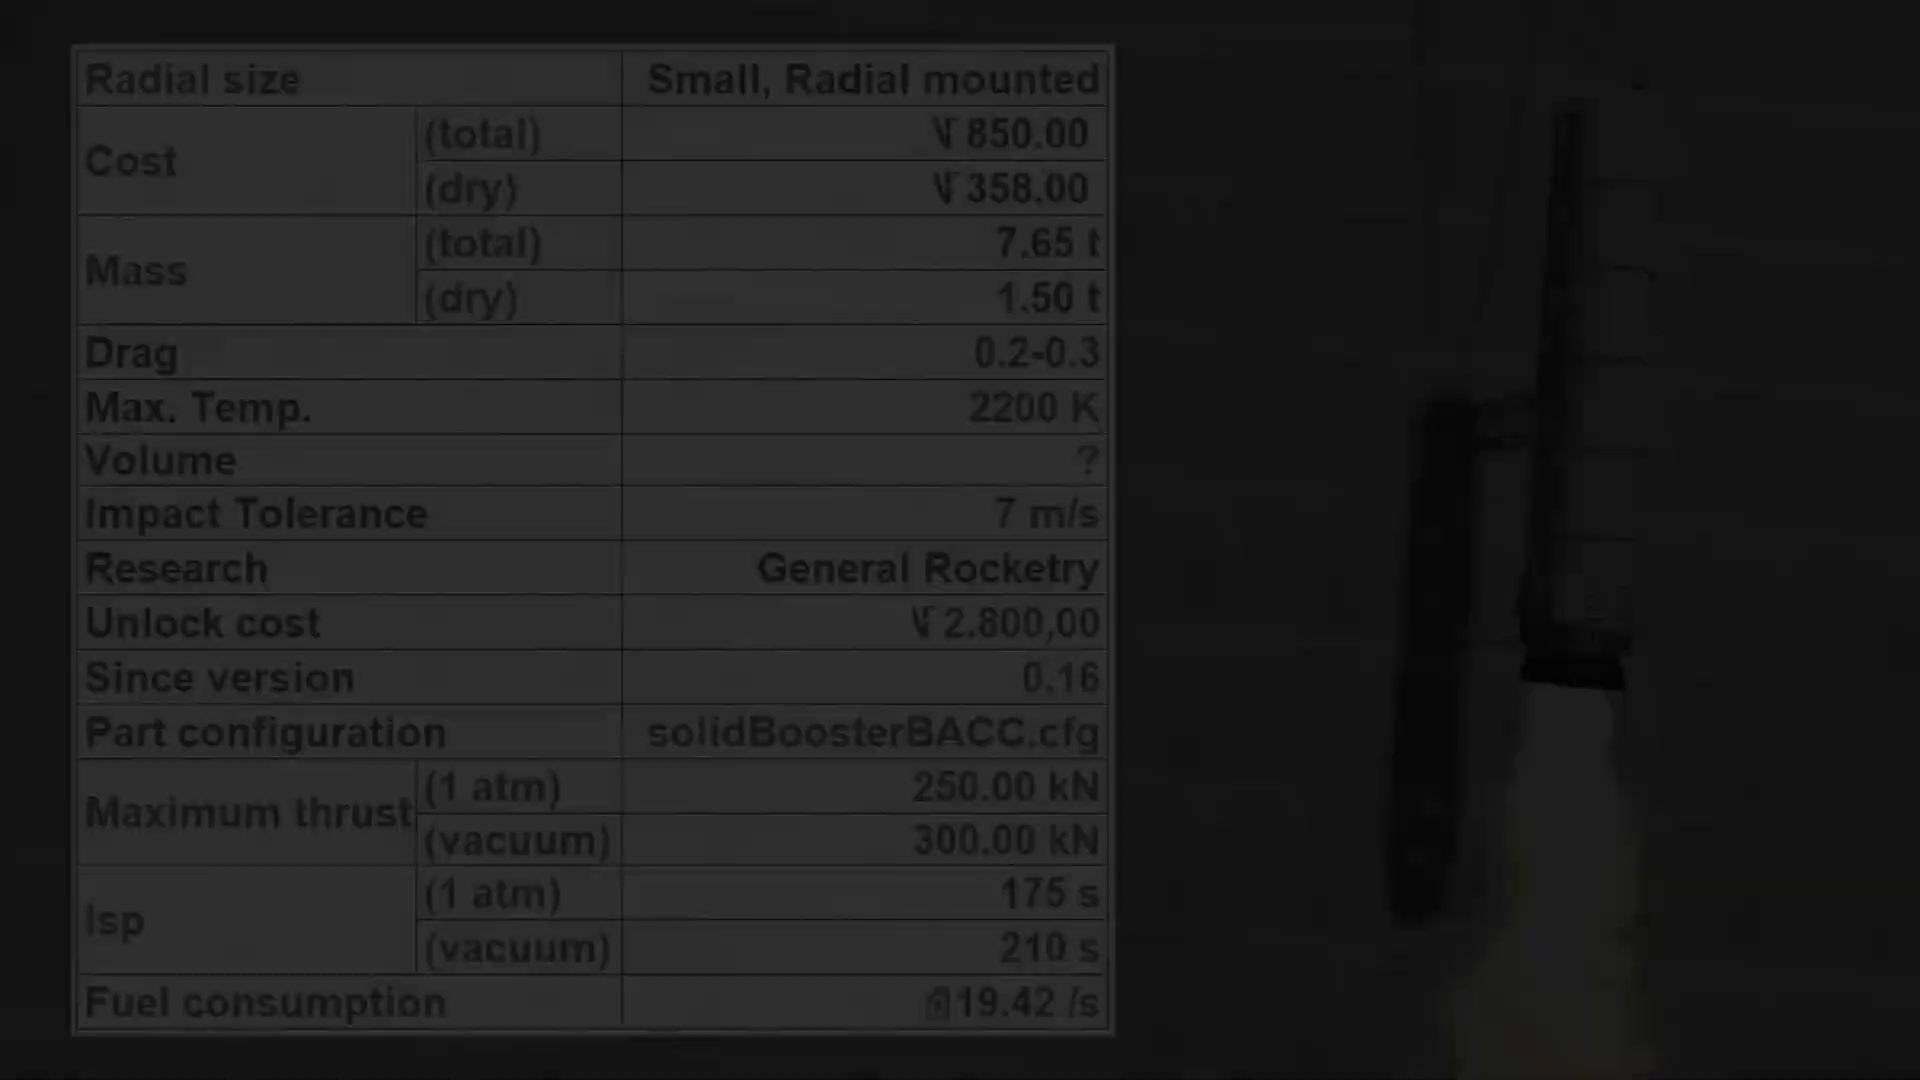 Radial size Small, Radial mounted
Cost (total) 850.00
(dry) 358.00
Mass (total) 7.65 t
(dry) 1.50 t
Drag 0.2-0.3
Max. Temp. 2200 K
Volume ?
Impact Tolerance 7 m/s
Research General Rocketry
Unlock cost 2.800,00
Since version 0.16
Part configuration solidBoosterBACC.cfg
Maximum thrust (1 atm) 250.00 kN
(vacuum) 300.00 kN
Isp (1 atm) 175 s
(vacuum) 210 s
Fuel consumption 19.42 /s